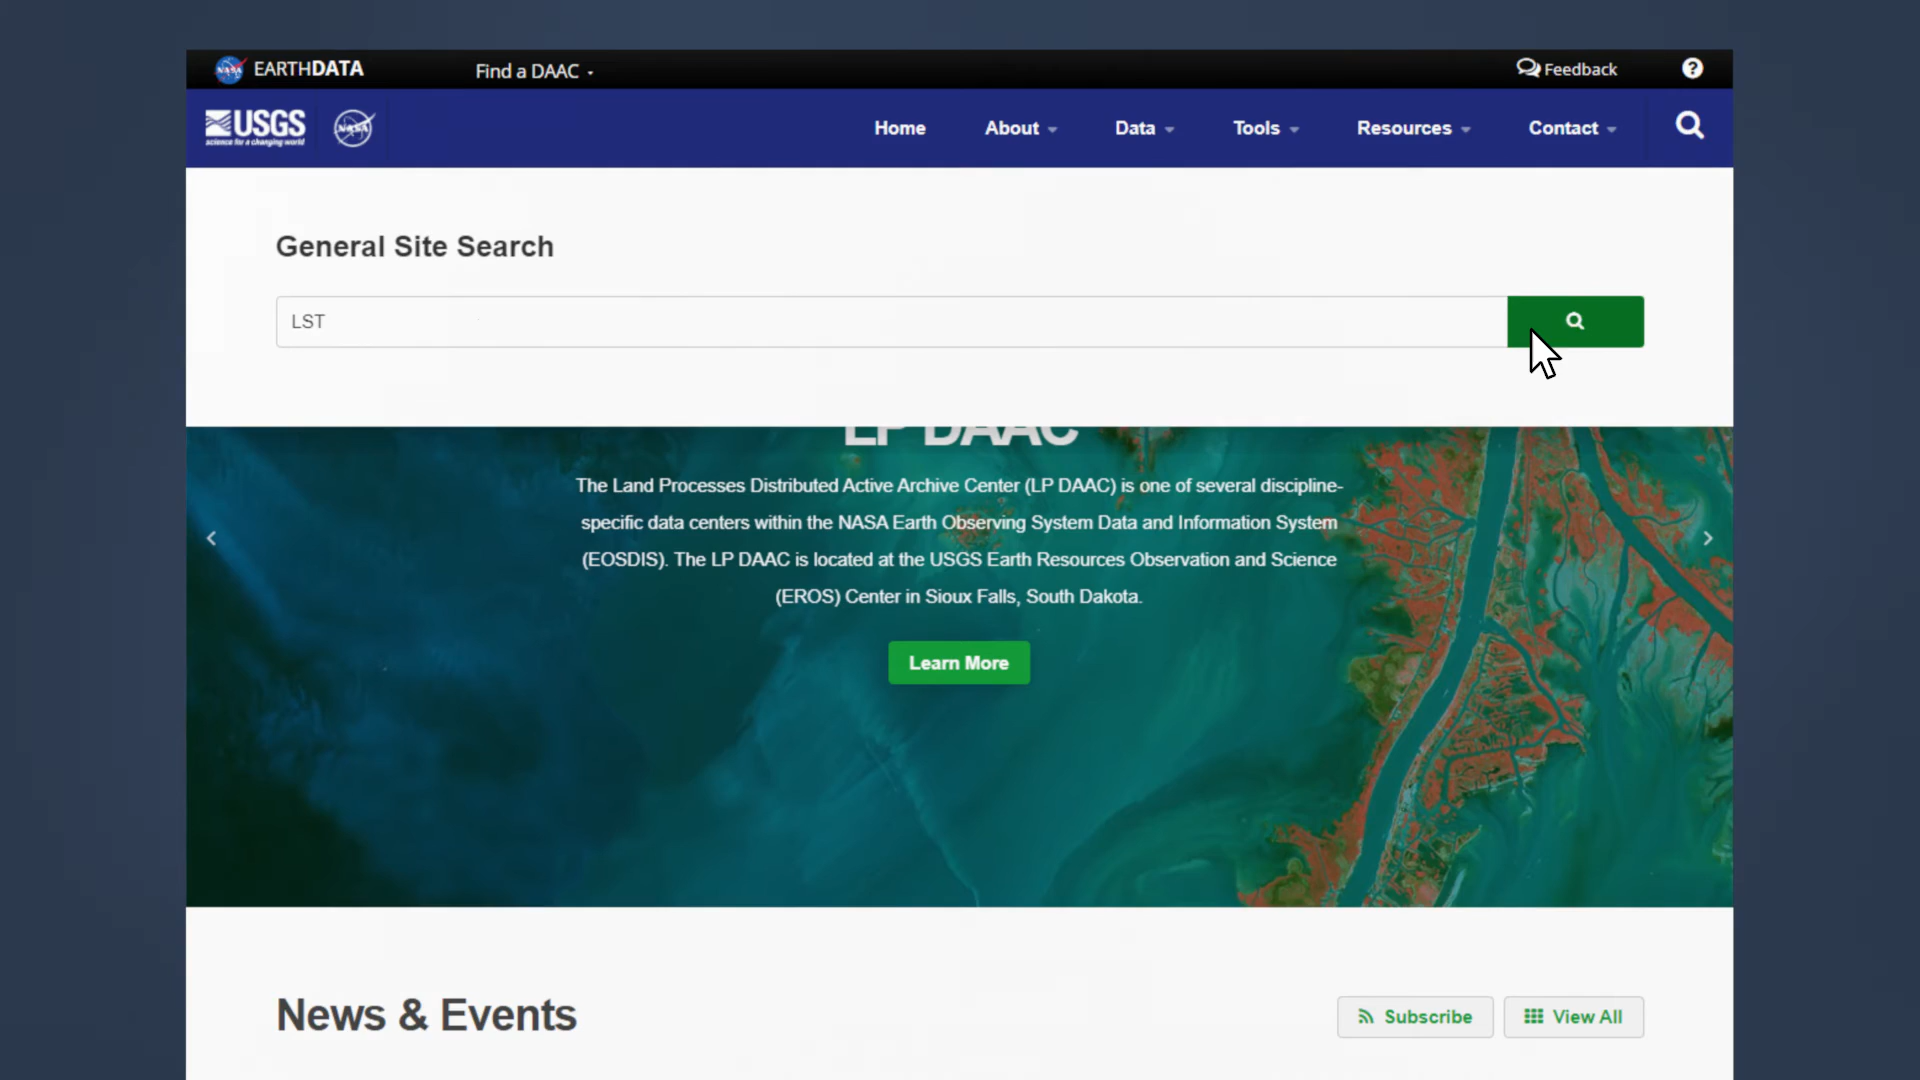 NASA EARTHDATA
Find a DAAC
Feedback
?
USGS
science for a changing world
NASA
Home
About
Data
Tools
Resources
Contact
General Site Search
LST
LP DAAC
The Land Processes Distributed Active Archive Center (LP DAAC) is one of several discipline-
specific data centers within the NASA Earth Observing System Data and Information System
(EOSDIS). The LP DAAC is located at the USGS Earth Resources Observation and Science
(EROS) Center in Sioux Falls, South Dakota.
Learn More
News & Events
Subscribe
View All